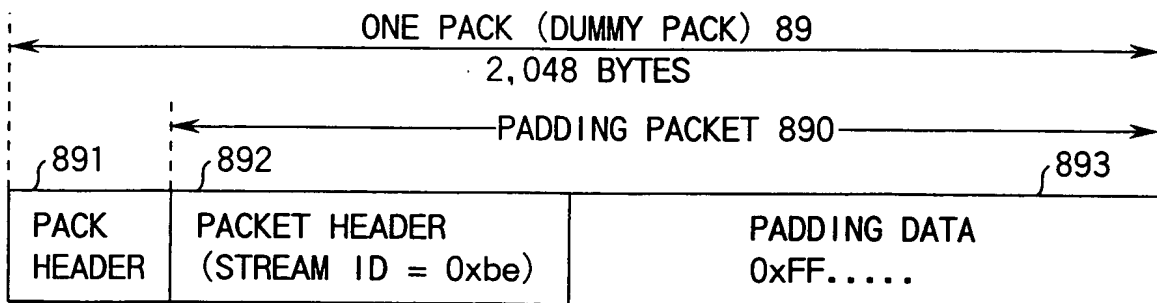 ONE PACK (DUMMY PACK) 89
2,048 BYTES
PADDING PACKET 890
891
892
893
PACK
HEADER
PACKET HEADER
(STREAM ID = 0xbe)
PADDING DATA
0xFF.....